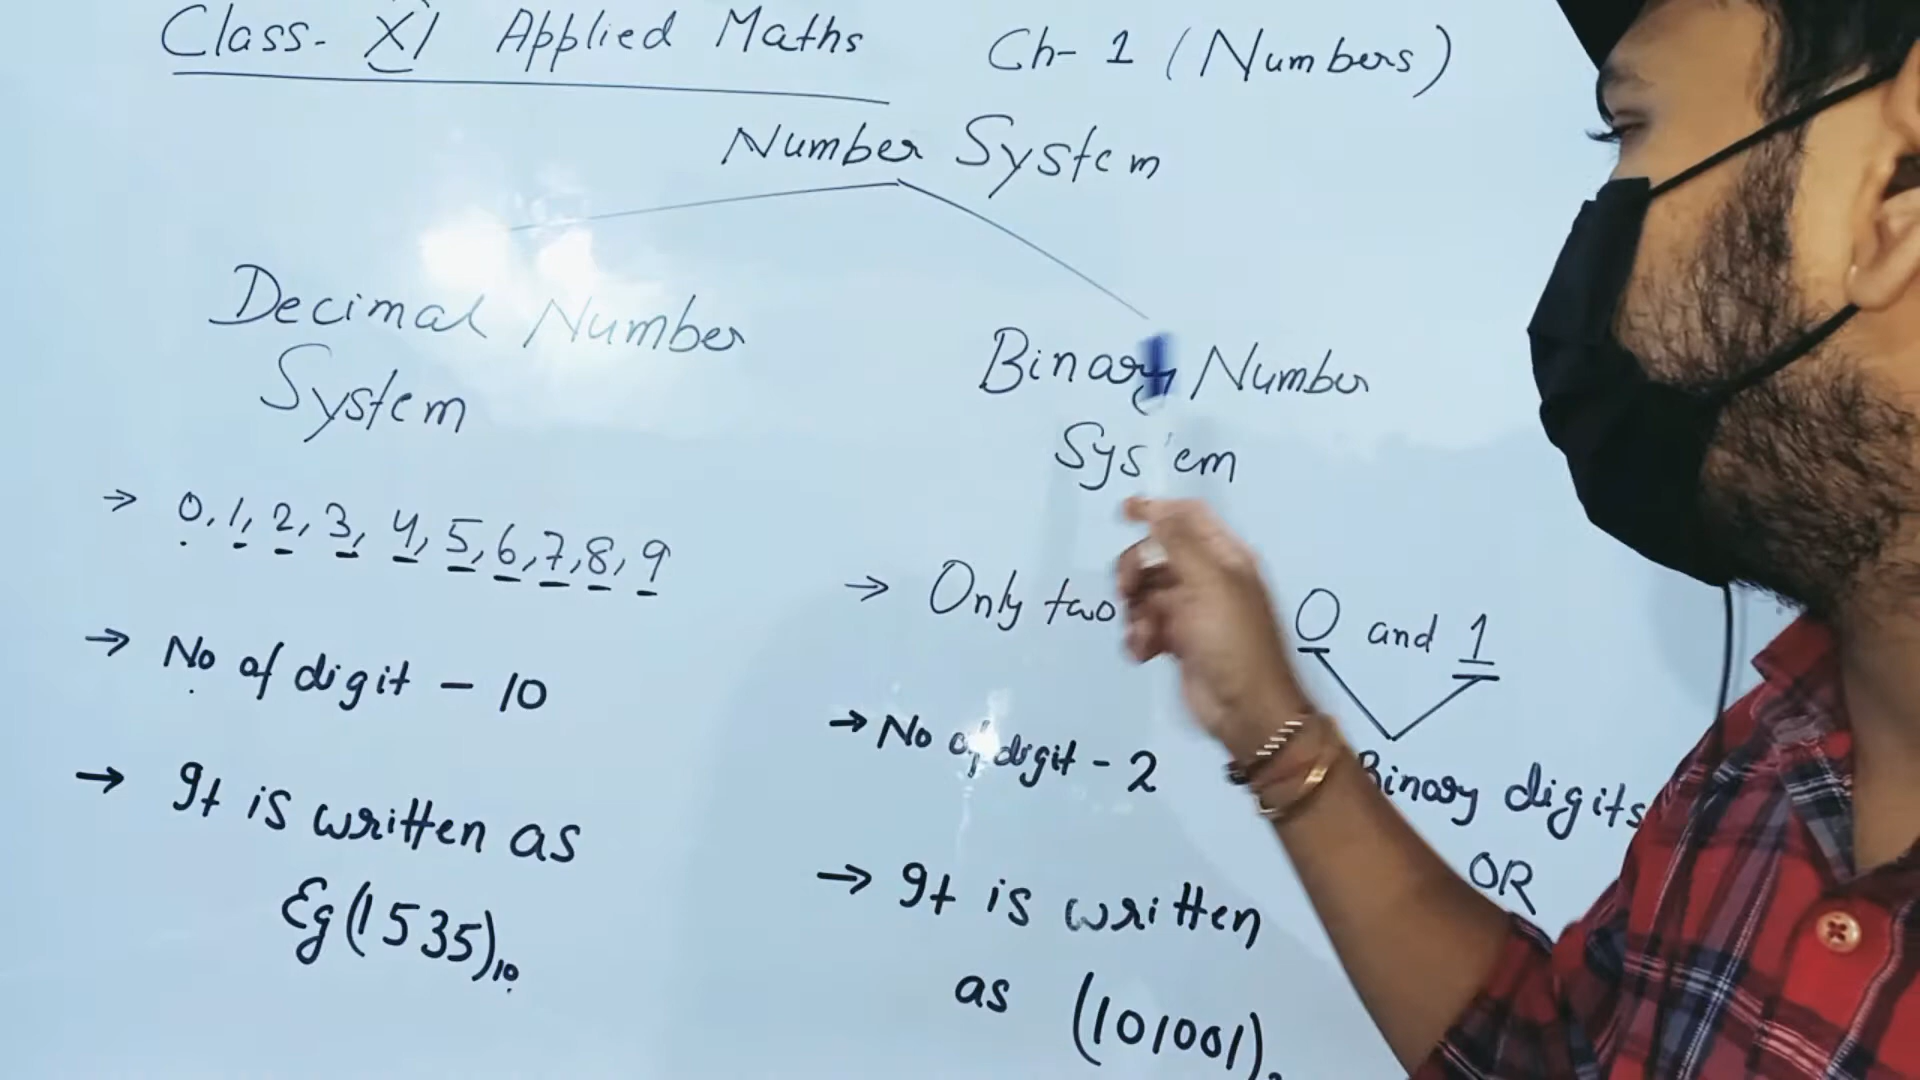 Class- XI Applied Maths Ch- 1 (Numbers)
Number System
Decimal Number
System
→ 0, 1, 2, 3, 4, 5, 6, 7, 8, 9
→ No of digit - 10
→ It is written as
Eg (1535)10
Binary Number
System
→ Only two 0 and 1
Binary digits
OR
→ No of digit - 2
→ It is written
as (101001)2